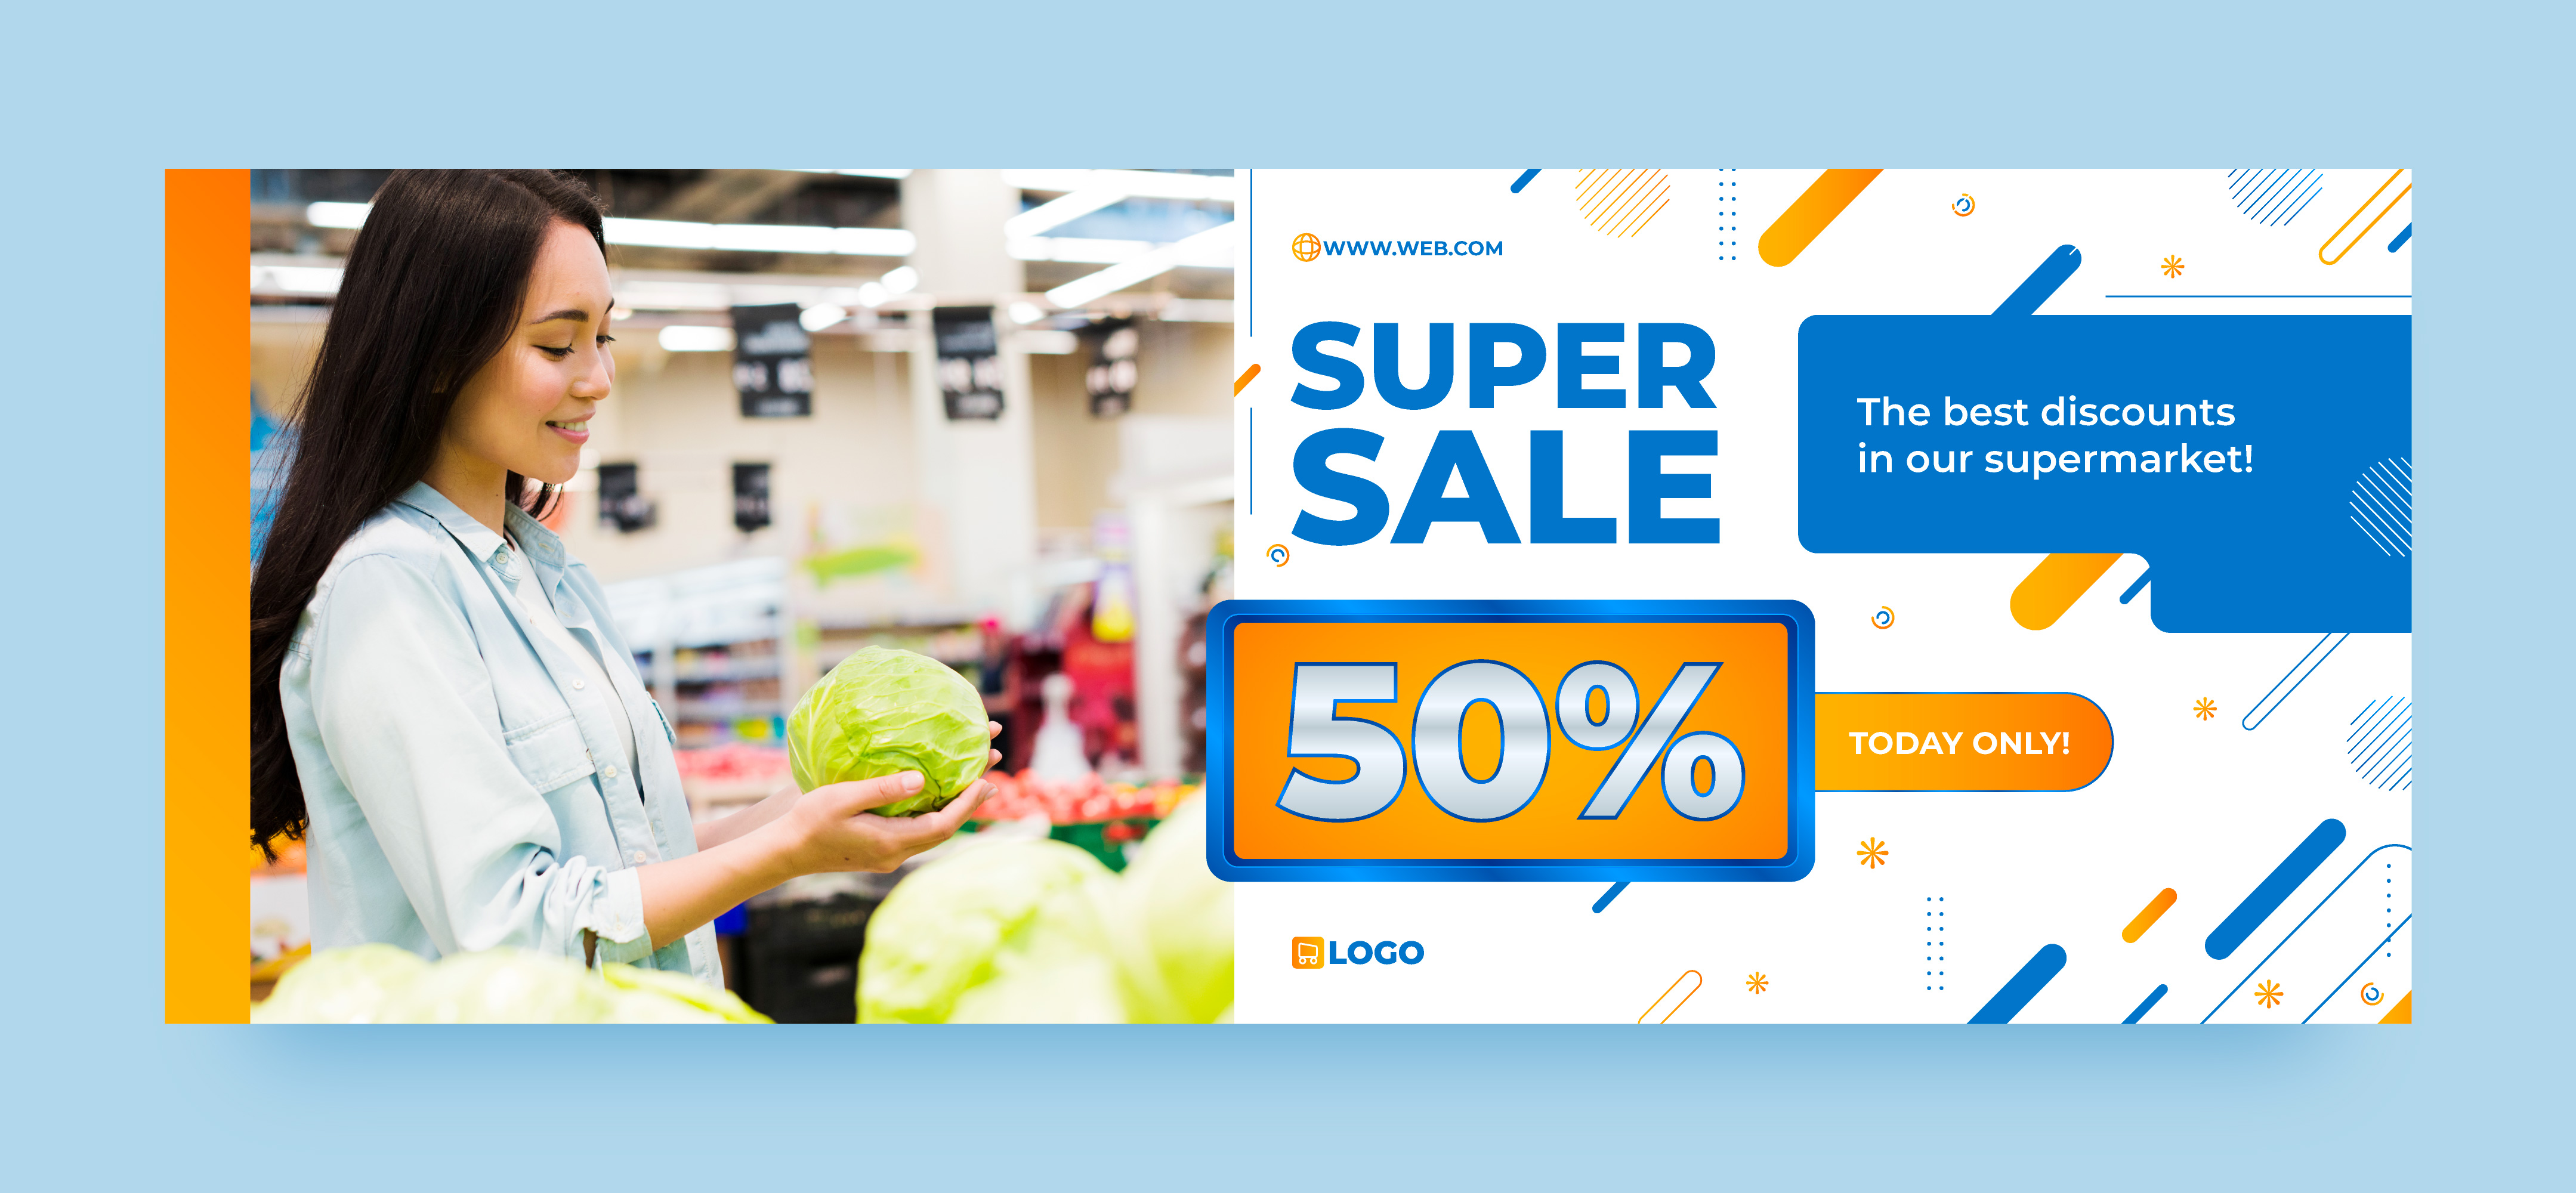 WWW.WEB.COM
SUPER
SALE
The best discounts
in our supermarket!
50%
TODAY ONLY!
LOGO